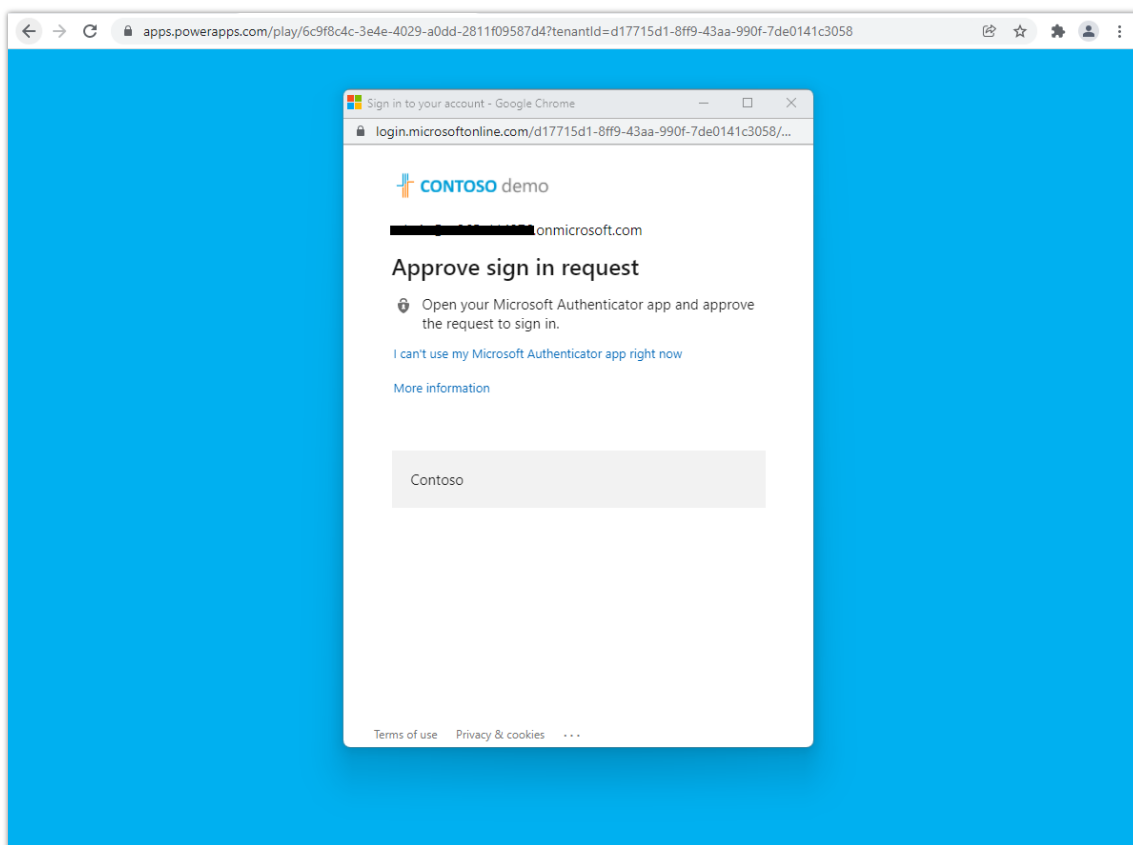 apps.powerapps.com/play/6c9f8c4c-3e4e-4029-a0dd-2811f09587d4?tenantId=d17715d1-8ff9-43aa-990f-7de0141c3058
Sign in to your account - Google Chrome
login.microsoftonline.com/d17715d1-8ff9-43aa-990f-7de0141c3058/...
CONTOSO demo
.onmicrosoft.com
Approve sign in request
Open your Microsoft Authenticator app and approve
the request to sign in.
I can't use my Microsoft Authenticator app right now
More information
Contoso
Terms of use Privacy & cookies ...